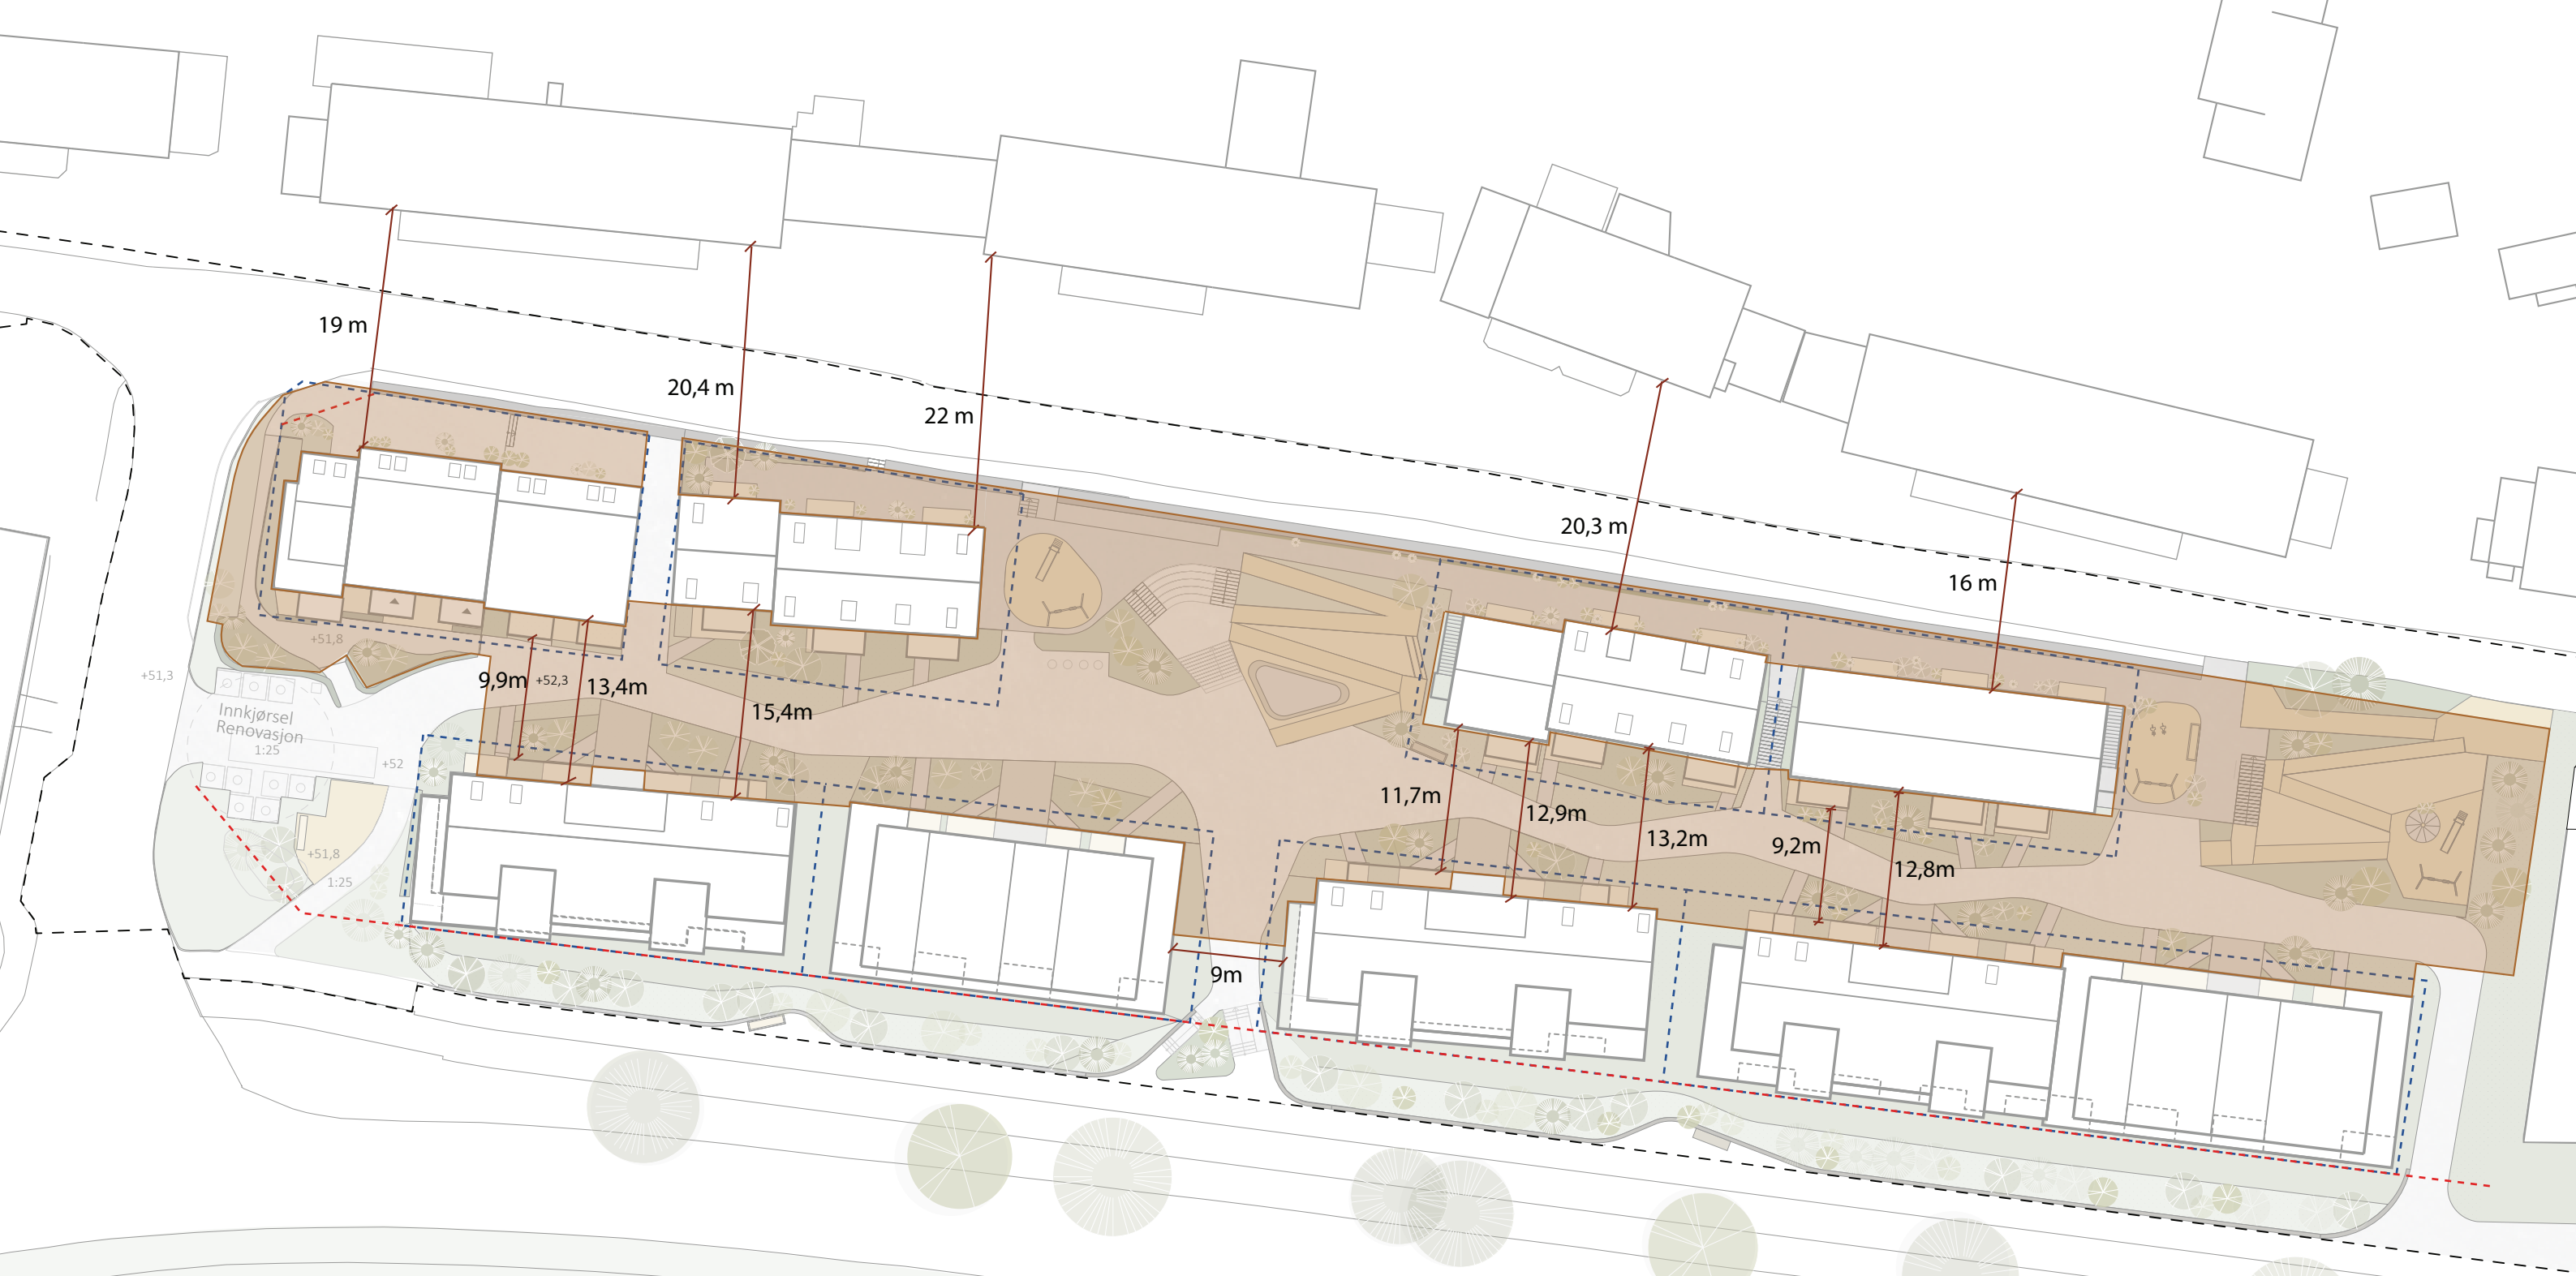 19 m
20,4 m
22 m
20,3 m
16 m
+51,8
+51,3
9,9m
+52,3
13,4m
15,4m
Innkjørsel
Renovasjon
1:25
+52
11,7m
12,9m
13,2m
9,2m
12,8m
+51,8
1:25
9m